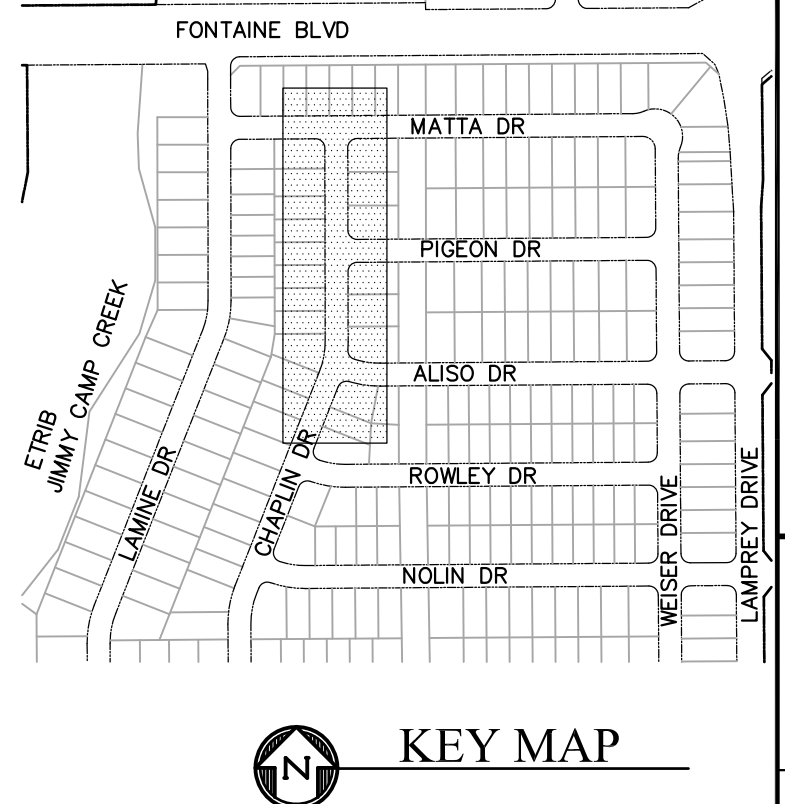 FONTAINE BLVD
MATTA DR
PIGEON DR
ETRIB
JIMMY CAMP CREEK
ALISO DR
LAMINE DR
CHAPLIN DR
ROWLEY DR
WEISER DRIVE
LAMPREY DRIVE
NOLIN DR
N
KEY MAP